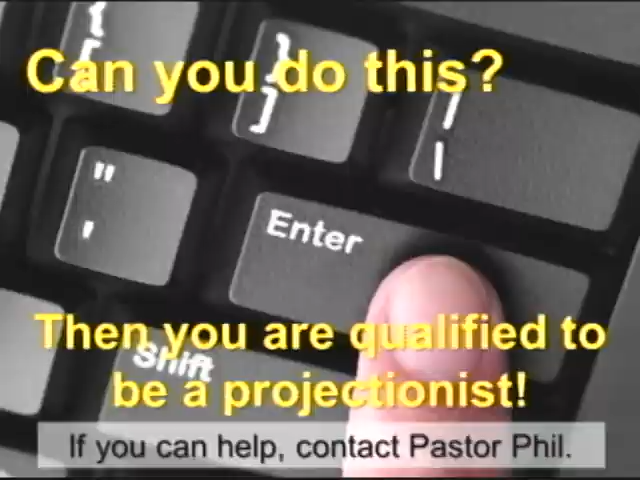 Can you do this?
{
[
}
]
|
\
"
'
Enter
Then you are qualified to
Shift
be a projectionist!
If you can help, contact Pastor Phil.